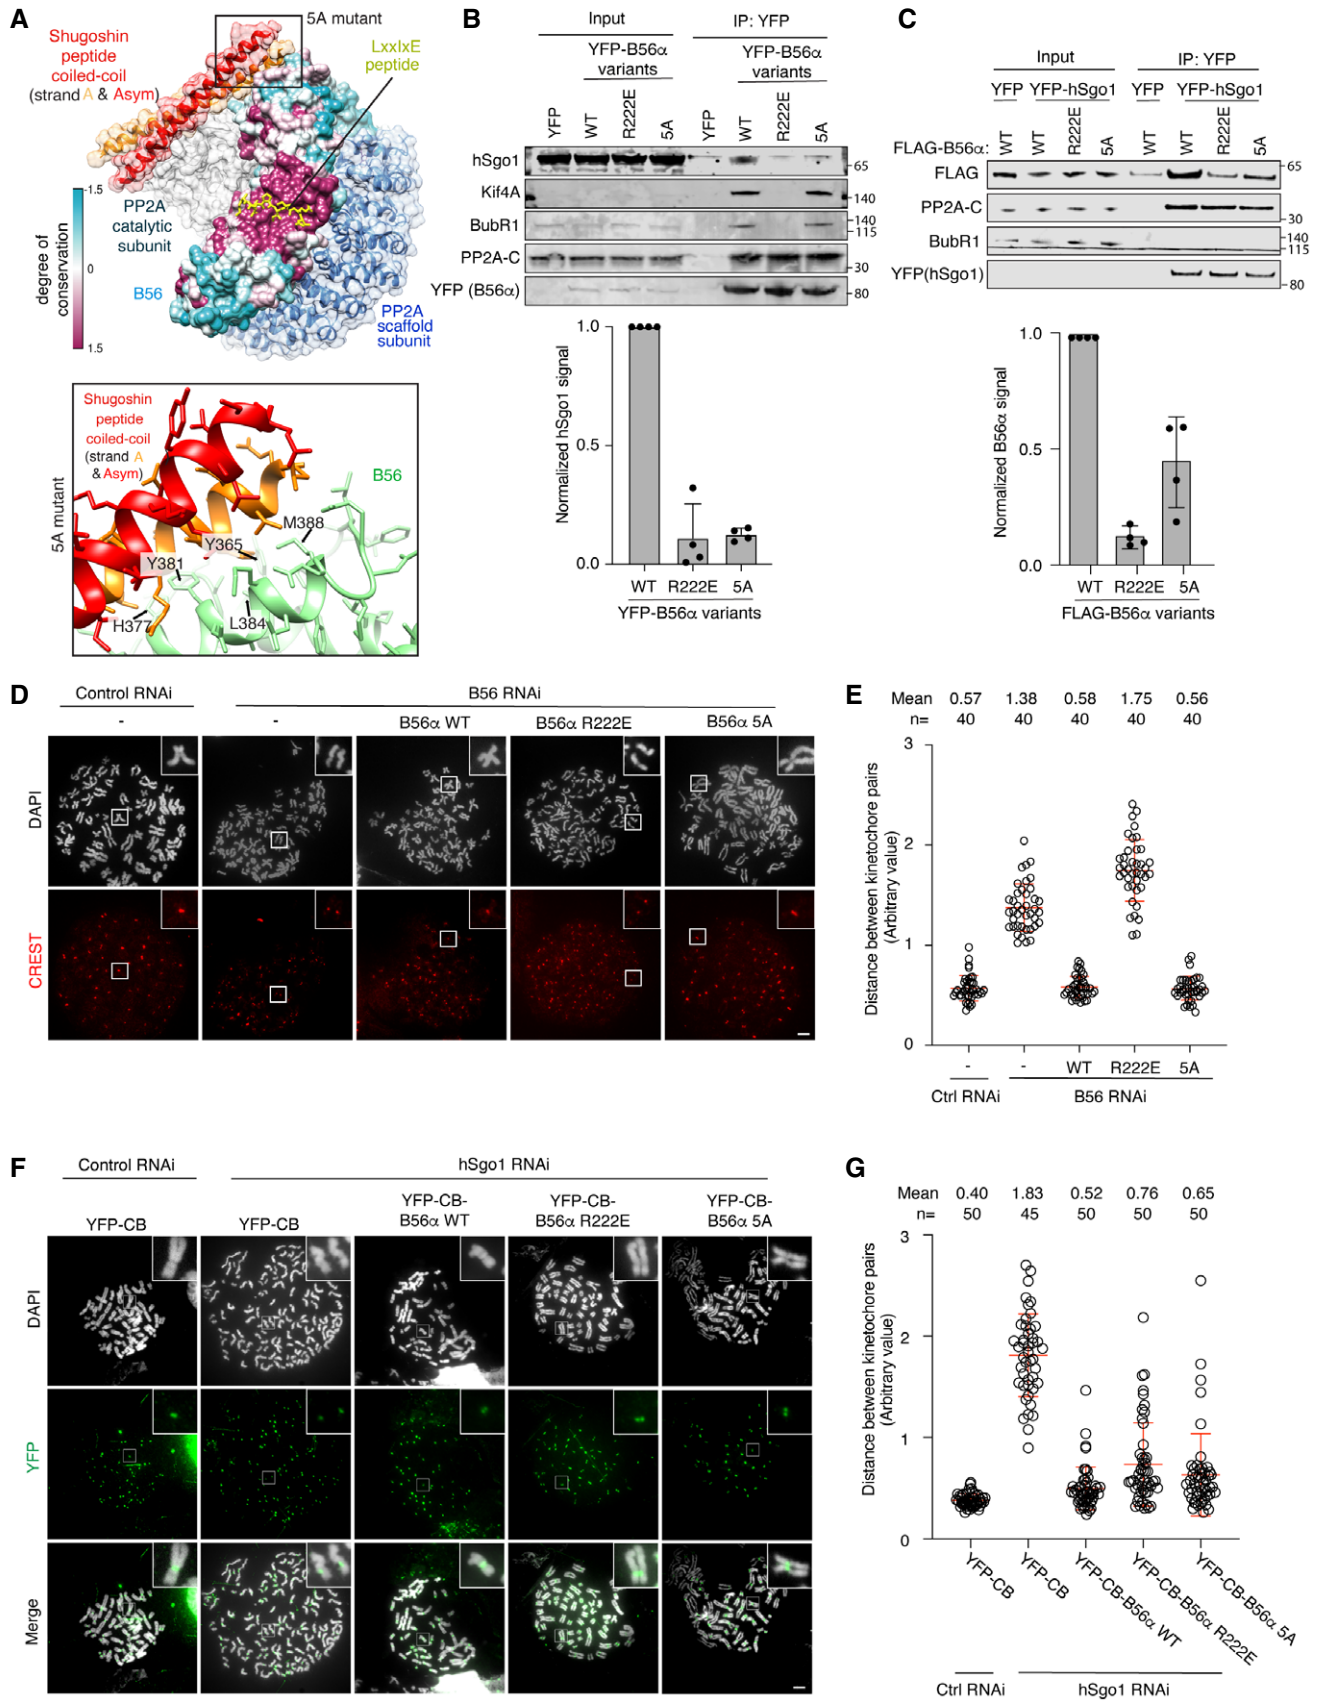 A
5A mutant
Shugoshin
peptide
coiled-coil
(strand A & Asym)
LxxIxE
peptide
-1.5
0
1.5
degree of
conservation
PP2A
catalytic
subunit
B56
PP2A
scaffold
subunit
5A mutant
Shugoshin
peptide
coiled-coil
(strand A
& Asym)
B56
M388
Y365
Y381
H377
L384
B
Input
IP: YFP
YFP-B56α
variants
YFP-B56α
variants
YFP
WT
R222E
5A
YFP
WT
R222E
5A
hSgo1
65
Kif4A
140
BubR1
140
115
PP2A-C
30
YFP (B56α)
80
Normalized hSgo1 signal
1.0
0.5
0.0
WT R222E 5A
YFP-B56α variants
C
Input
IP: YFP
YFP YFP-hSgo1 YFP YFP-hSgo1
FLAG-B56α:
WT
WT
R222E
5A
WT
WT
R222E
5A
FLAG
65
PP2A-C
30
BubR1
140
115
YFP(hSgo1)
80
Normalized B56α signal
1.0
0.5
0.0
WT R222E 5A
FLAG-B56α variants
D
Control RNAi
B56 RNAi
- - B56α WT B56α R222E B56α 5A
DAPI
CREST
E
Mean 0.57 1.38 0.58 1.75 0.56
n= 40 40 40 40 40
Distance between kinetochore pairs
(Arbitrary value)
3
2
1
0
- - WT R222E 5A
Ctrl RNAi B56 RNAi
F
Control RNAi
hSgo1 RNAi
YFP-CB
YFP-CB
YFP-CB-
B56α WT
YFP-CB-
B56α R222E
YFP-CB-
B56α 5A
DAPI
YFP
Merge
G
Mean 0.40 1.83 0.52 0.76 0.65
n= 50 45 50 50 50
Distance between kinetochore pairs
(Arbitrary value)
3
2
1
0
YFP-CB
YFP-CB
YFP-CB-B56α WT
YFP-CB-B56α R222E
YFP-CB-B56α 5A
Ctrl RNAi hSgo1 RNAi